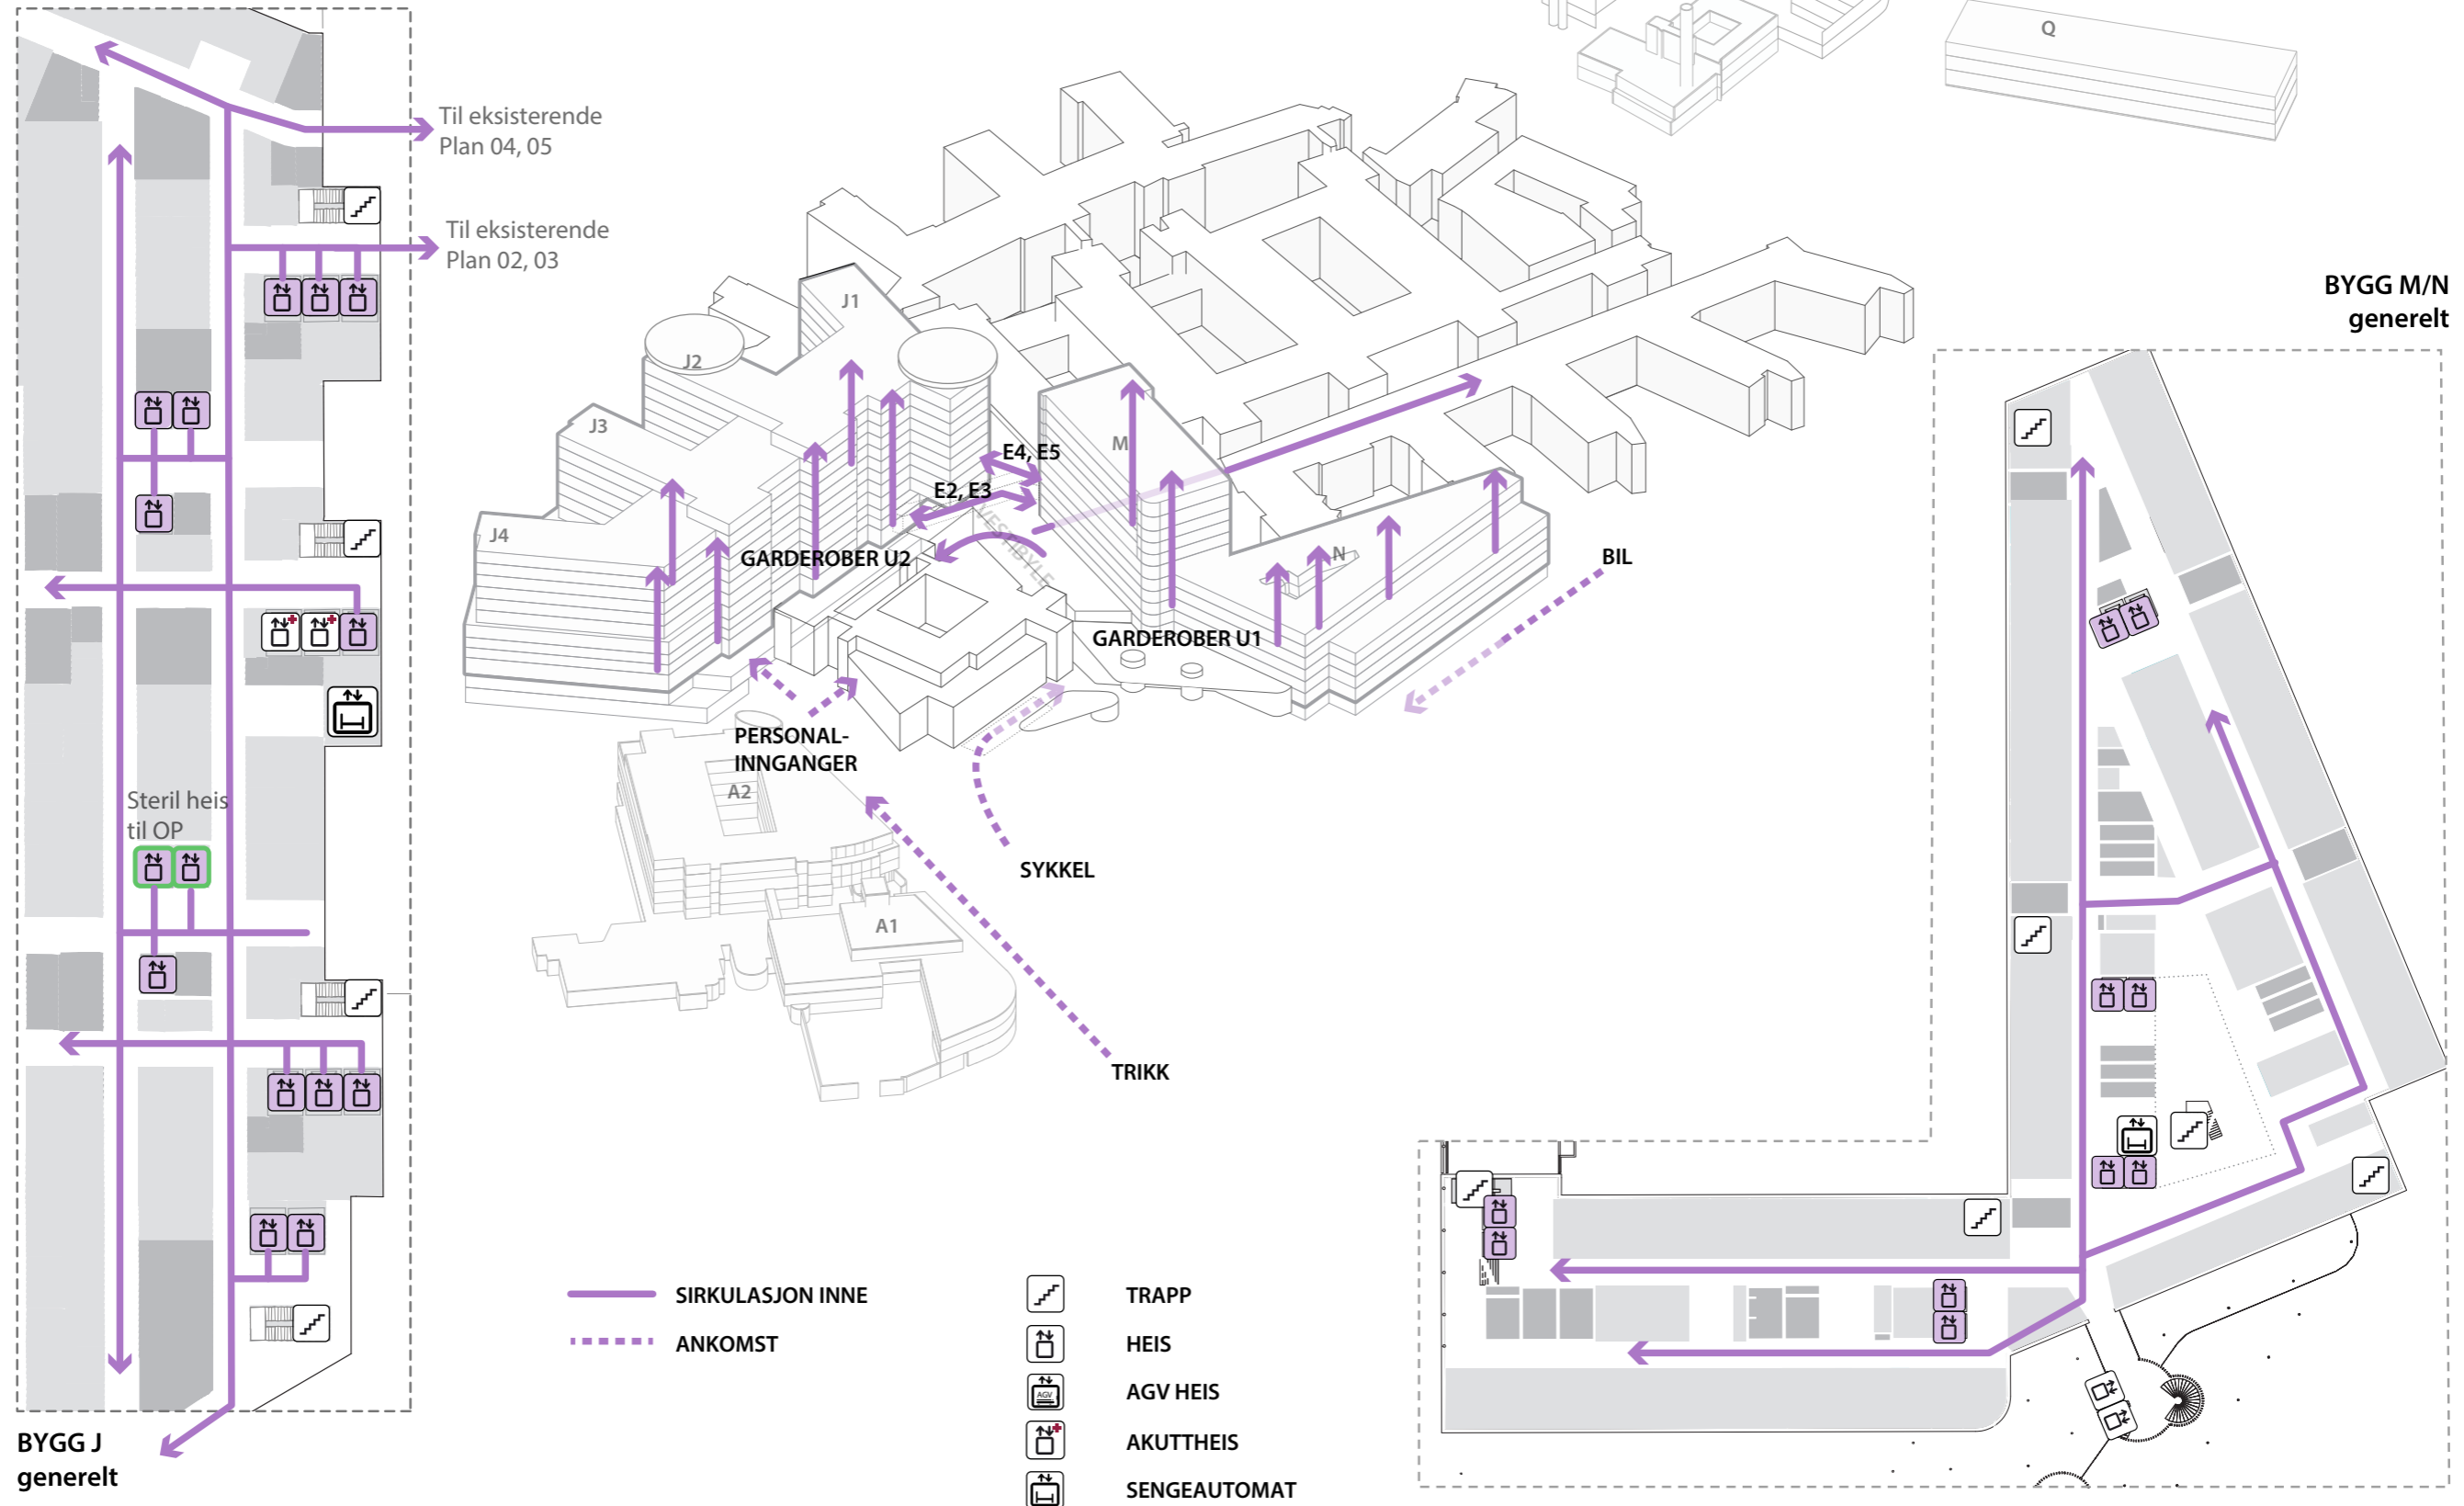 Q
Til eksisterende
Plan 04, 05
Til eksisterende
Plan 02, 03
BYGG M/N
generelt
J1
J2
J3
J4
M
E4, E5
E2, E3
VESTIBYLE
GARDEROBER U2
N
BIL
GARDEROBER U1
PERSONAL-
INNGANGER
A2
Steril heis
til OP
SYKKEL
A1
TRIKK
SIRKULASJON INNE
ANKOMST
TRAPP
HEIS
AGV
AGV HEIS
AKUTTHEIS
SENGEAUTOMAT
BYGG J
generelt